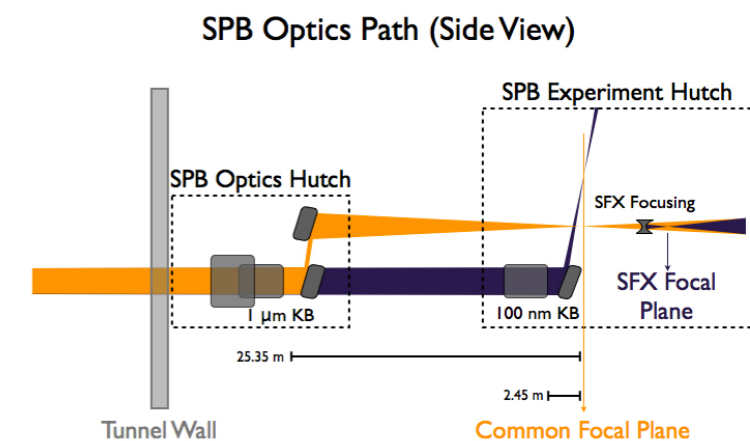 SPB Optics Path (Side View)
SPB Experiment Hutch
SPB Optics Hutch
SFX Focusing
SFX Focal
Plane
1 μm KB
100 nm KB
25.35 m
2.45 m
Tunnel Wall
Common Focal Plane